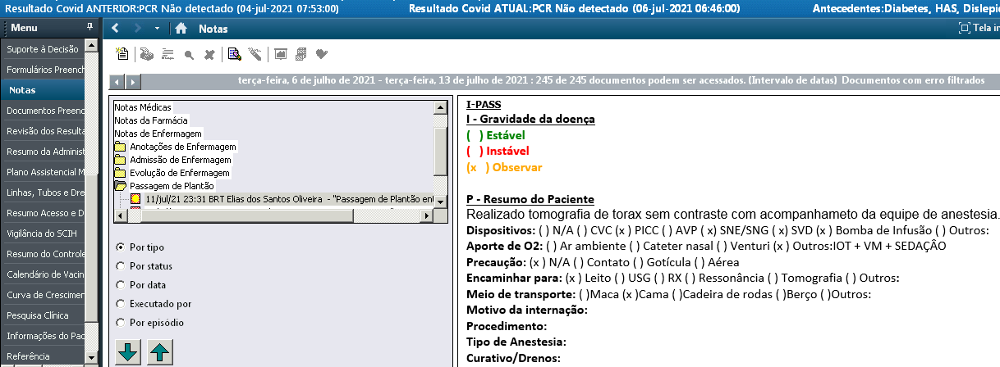 Resultado Covid ANTERIOR:PCR Não detectado (04-jul-2021 07:53:00) Resultado Covid ATUAL:PCR Não detectado (06-jul-2021 06:46:00) Antecedentes:Diabetes, HAS, Dislepic
Menu
Notas
Tela in
Suporte à Decisão
Formulários Preench
Notas
Documentos Preenc
Revisão dos Resulta
Resumo da Administ
Plano Assistencial M
Linhas, Tubos e Dre
Resumo Acesso e D
Vigilância do SCIH
Resumo do Controle
Calendário de Vacin
Curva de Crescimen
Pesquisa Clínica
Informações do Pac
Referência
terça-feira, 6 de julho de 2021 - terça-feira, 13 de julho de 2021 : 245 de 245 documentos podem ser acessados. (Intervalo de datas) Documentos com erro filtrados
Notas Médicas
Notas da Farmácia
Notas de Enfermagem
Anotações de Enfermagem
Admissão de Enfermagem
Evolução de Enfermagem
Passagem de Plantão
11/jul/21 23:31 BRT Elias dos Santos Oliveira - "Passagem de Plantão ent
Por tipo
Por status
Por data
Executado por
Por episódio
I-PASS
I - Gravidade da doença
( ) Estável
( ) Instável
(x ) Observar
P - Resumo do Paciente
Realizado tomografia de torax sem contraste com acompanhameto da equipe de anestesia.
Dispositivos: ( ) N/A ( ) CVC (x ) PICC ( ) AVP ( x) SNE/SNG ( x) SVD (x ) Bomba de Infusão ( ) Outros:
Aporte de O2: ( ) Ar ambiente ( ) Cateter nasal ( ) Venturi (x ) Outros:IOT + VM + SEDAÇÂO
Precaução: (x ) N/A ( ) Contato ( ) Gotícula ( ) Aérea
Encaminhar para: (x ) Leito ( ) USG ( ) RX ( ) Ressonância ( ) Tomografia ( ) Outros:
Meio de transporte: ( )Maca (x )Cama ( )Cadeira de rodas ( )Berço ( )Outros:
Motivo da internação:
Procedimento:
Tipo de Anestesia:
Curativo/Drenos: